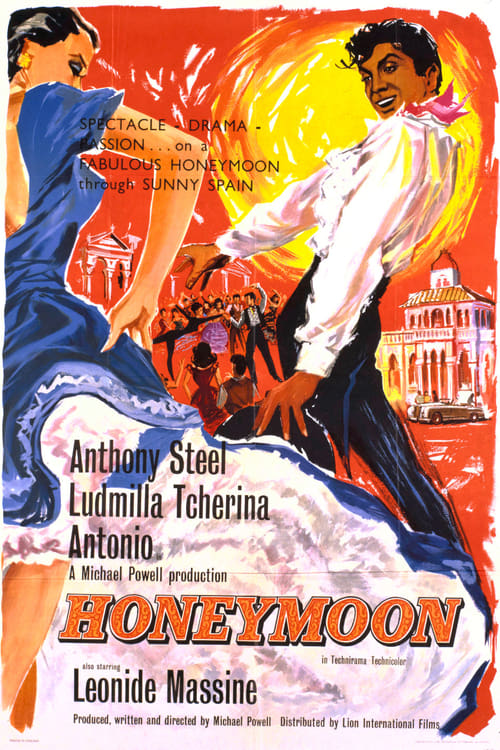 SPECTACLE - DRAMA -
PASSION... on a
FABULOUS HONEYMOON
through SUNNY SPAIN
Anthony Steel
Ludmilla Tcherina
Antonio
A Michael Powell production
HONEYMOON
in Technirama Technicolor
also starring
Leonide Massine
Produced, written and directed by Michael Powell Distributed by Lion International Films